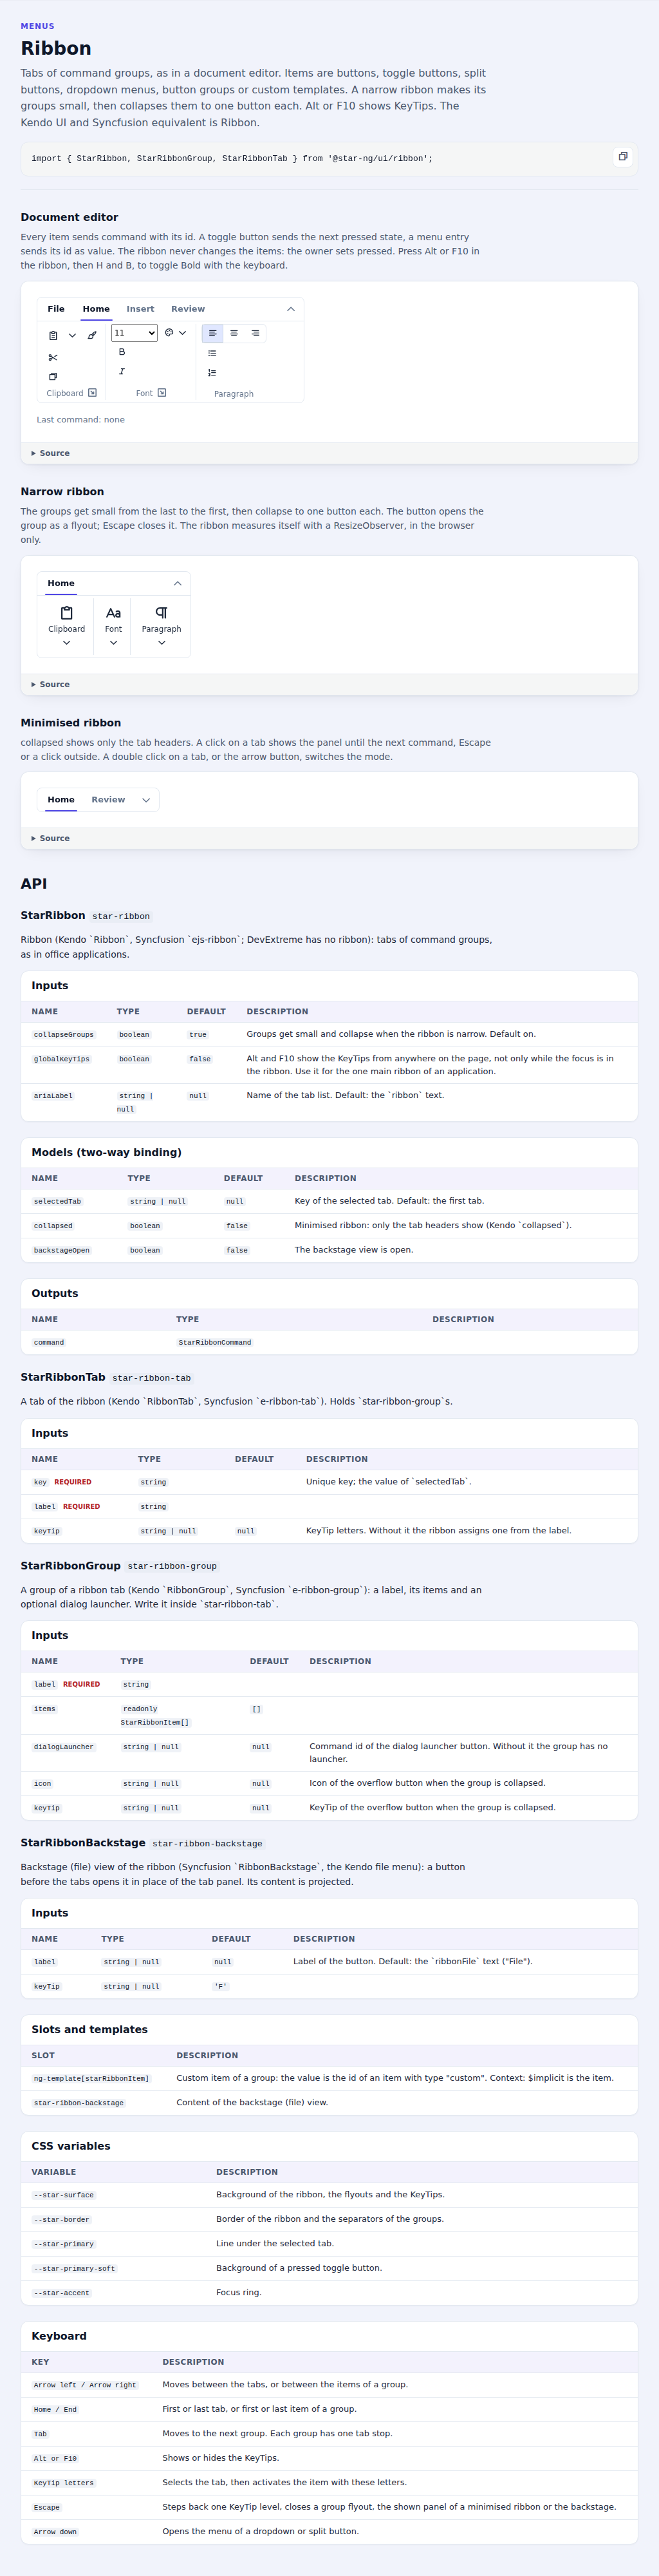 MENUS
Ribbon
Tabs of command groups, as in a document editor. Items are buttons, toggle buttons, split
buttons, dropdown menus, button groups or custom templates. A narrow ribbon makes its
groups small, then collapses them to one button each. Alt or F10 shows KeyTips. The
Kendo UI and Syncfusion equivalent is Ribbon.
import { StarRibbon, StarRibbonGroup, StarRibbonTab } from '@star-ng/ui/ribbon';
Document editor
Every item sends command with its id. A toggle button sends the next pressed state, a menu entry
sends its id as value. The ribbon never changes the items: the owner sets pressed. Press Alt or F10 in
the ribbon, then H and B, to toggle Bold with the keyboard.
File Home Insert Review
11
B
I
Clipboard Font Paragraph
Last command: none
Source
Narrow ribbon
The groups get small from the last to the first, then collapse to one button each. The button opens the
group as a flyout; Escape closes it. The ribbon measures itself with a ResizeObserver, in the browser
only.
Home
Clipboard Font Paragraph
Source
Minimised ribbon
collapsed shows only the tab headers. A click on a tab shows the panel until the next command, Escape
or a click outside. A double click on a tab, or the arrow button, switches the mode.
Home Review
Source
API
StarRibbon star-ribbon
Ribbon (Kendo `Ribbon`, Syncfusion `ejs-ribbon`; DevExtreme has no ribbon): tabs of command groups,
as in office applications.
Inputs
NAME TYPE DEFAULT DESCRIPTION
collapseGroups boolean true Groups get small and collapse when the ribbon is narrow. Default on.
globalKeyTips boolean false Alt and F10 show the KeyTips from anywhere on the page, not only while the focus is in
the ribbon. Use it for the one main ribbon of an application.
ariaLabel string | null null Name of the tab list. Default: the `ribbon` text.
Models (two-way binding)
NAME TYPE DEFAULT DESCRIPTION
selectedTab string | null null Key of the selected tab. Default: the first tab.
collapsed boolean false Minimised ribbon: only the tab headers show (Kendo `collapsed`).
backstageOpen boolean false The backstage view is open.
Outputs
NAME TYPE DESCRIPTION
command StarRibbonCommand
StarRibbonTab star-ribbon-tab
A tab of the ribbon (Kendo `RibbonTab`, Syncfusion `e-ribbon-tab`). Holds `star-ribbon-group`s.
Inputs
NAME TYPE DEFAULT DESCRIPTION
key REQUIRED string Unique key; the value of `selectedTab`.
label REQUIRED string
keyTip string | null null KeyTip letters. Without it the ribbon assigns one from the label.
StarRibbonGroup star-ribbon-group
A group of a ribbon tab (Kendo `RibbonGroup`, Syncfusion `e-ribbon-group`): a label, its items and an
optional dialog launcher. Write it inside `star-ribbon-tab`.
Inputs
NAME TYPE DEFAULT DESCRIPTION
label REQUIRED string
items readonly StarRibbonItem[] []
dialogLauncher string | null null Command id of the dialog launcher button. Without it the group has no
launcher.
icon string | null null Icon of the overflow button when the group is collapsed.
keyTip string | null null KeyTip of the overflow button when the group is collapsed.
StarRibbonBackstage star-ribbon-backstage
Backstage (file) view of the ribbon (Syncfusion `RibbonBackstage`, the Kendo file menu): a button
before the tabs opens it in place of the tab panel. Its content is projected.
Inputs
NAME TYPE DEFAULT DESCRIPTION
label string | null null Label of the button. Default: the `ribbonFile` text ("File").
keyTip string | null 'F'
Slots and templates
SLOT DESCRIPTION
ng-template[starRibbonItem] Custom item of a group: the value is the id of an item with type "custom". Context: $implicit is the item.
star-ribbon-backstage Content of the backstage (file) view.
CSS variables
VARIABLE DESCRIPTION
--star-surface Background of the ribbon, the flyouts and the KeyTips.
--star-border Border of the ribbon and the separators of the groups.
--star-primary Line under the selected tab.
--star-primary-soft Background of a pressed toggle button.
--star-accent Focus ring.
Keyboard
KEY DESCRIPTION
Arrow left / Arrow right Moves between the tabs, or between the items of a group.
Home / End First or last tab, or first or last item of a group.
Tab Moves to the next group. Each group has one tab stop.
Alt or F10 Shows or hides the KeyTips.
KeyTip letters Selects the tab, then activates the item with these letters.
Escape Steps back one KeyTip level, closes a group flyout, the shown panel of a minimised ribbon or the backstage.
Arrow down Opens the menu of a dropdown or split button.